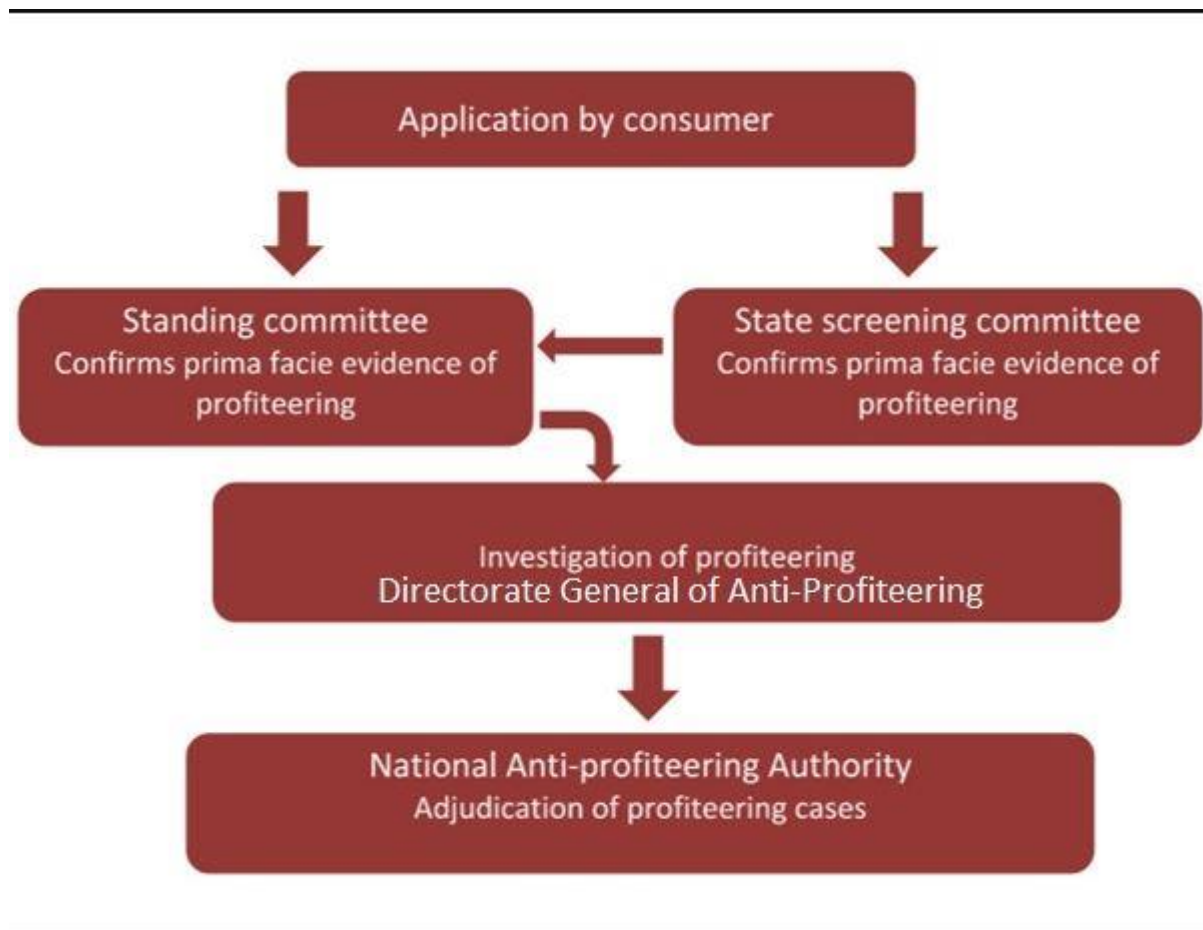 Application by consumer
Standing committee
Confirms prima facie evidence of
profiteering
State screening committee
Confirms prima facie evidence of
profiteering
Investigation of profiteering
Directorate General of Anti-Profiteering
National Anti-profiteering Authority
Adjudication of profiteering cases